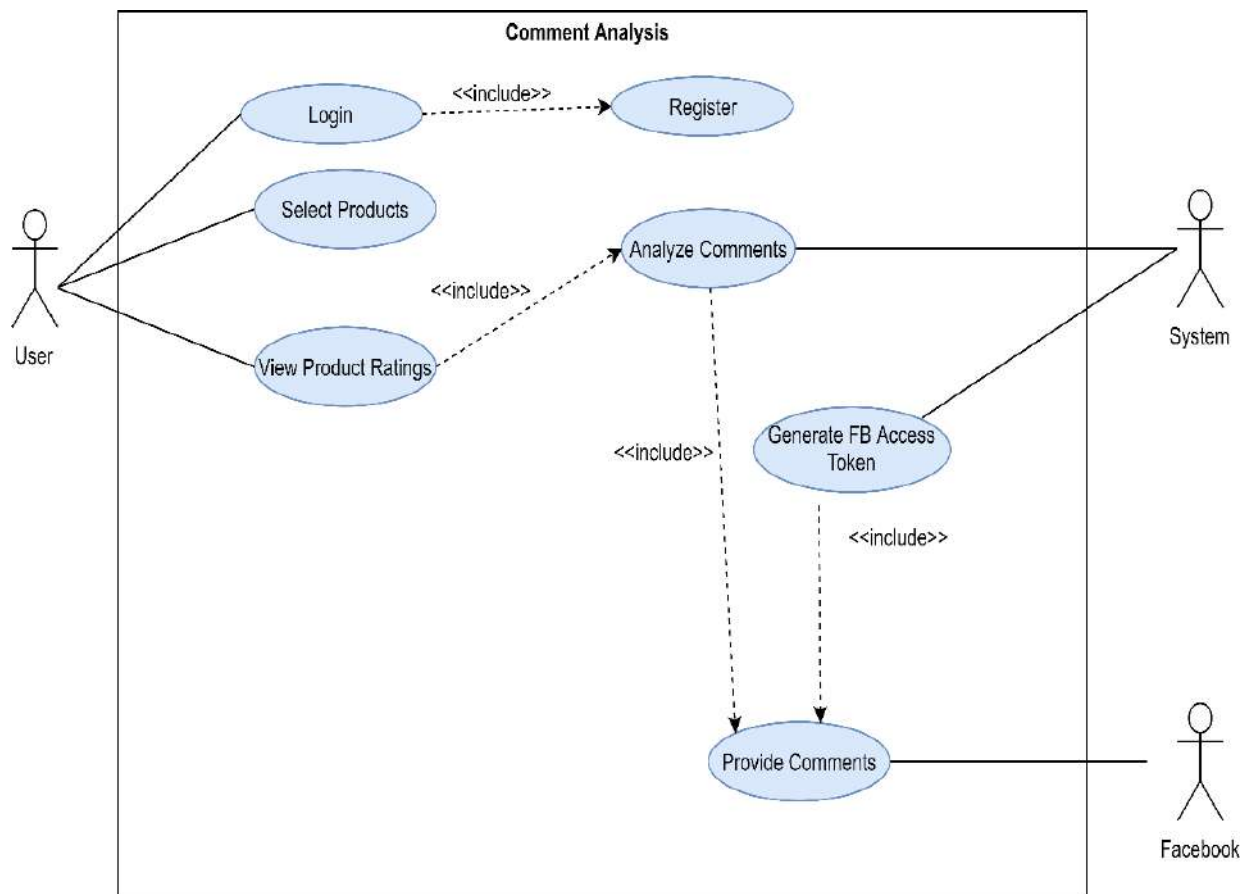 Comment Analysis
<<include>>
Login
Register
Select Products
Analyze Comments
<<include>>
User
View Product Ratings
System
Generate FB Access
Token
<<include>>
<<include>>
Provide Comments
Facebook